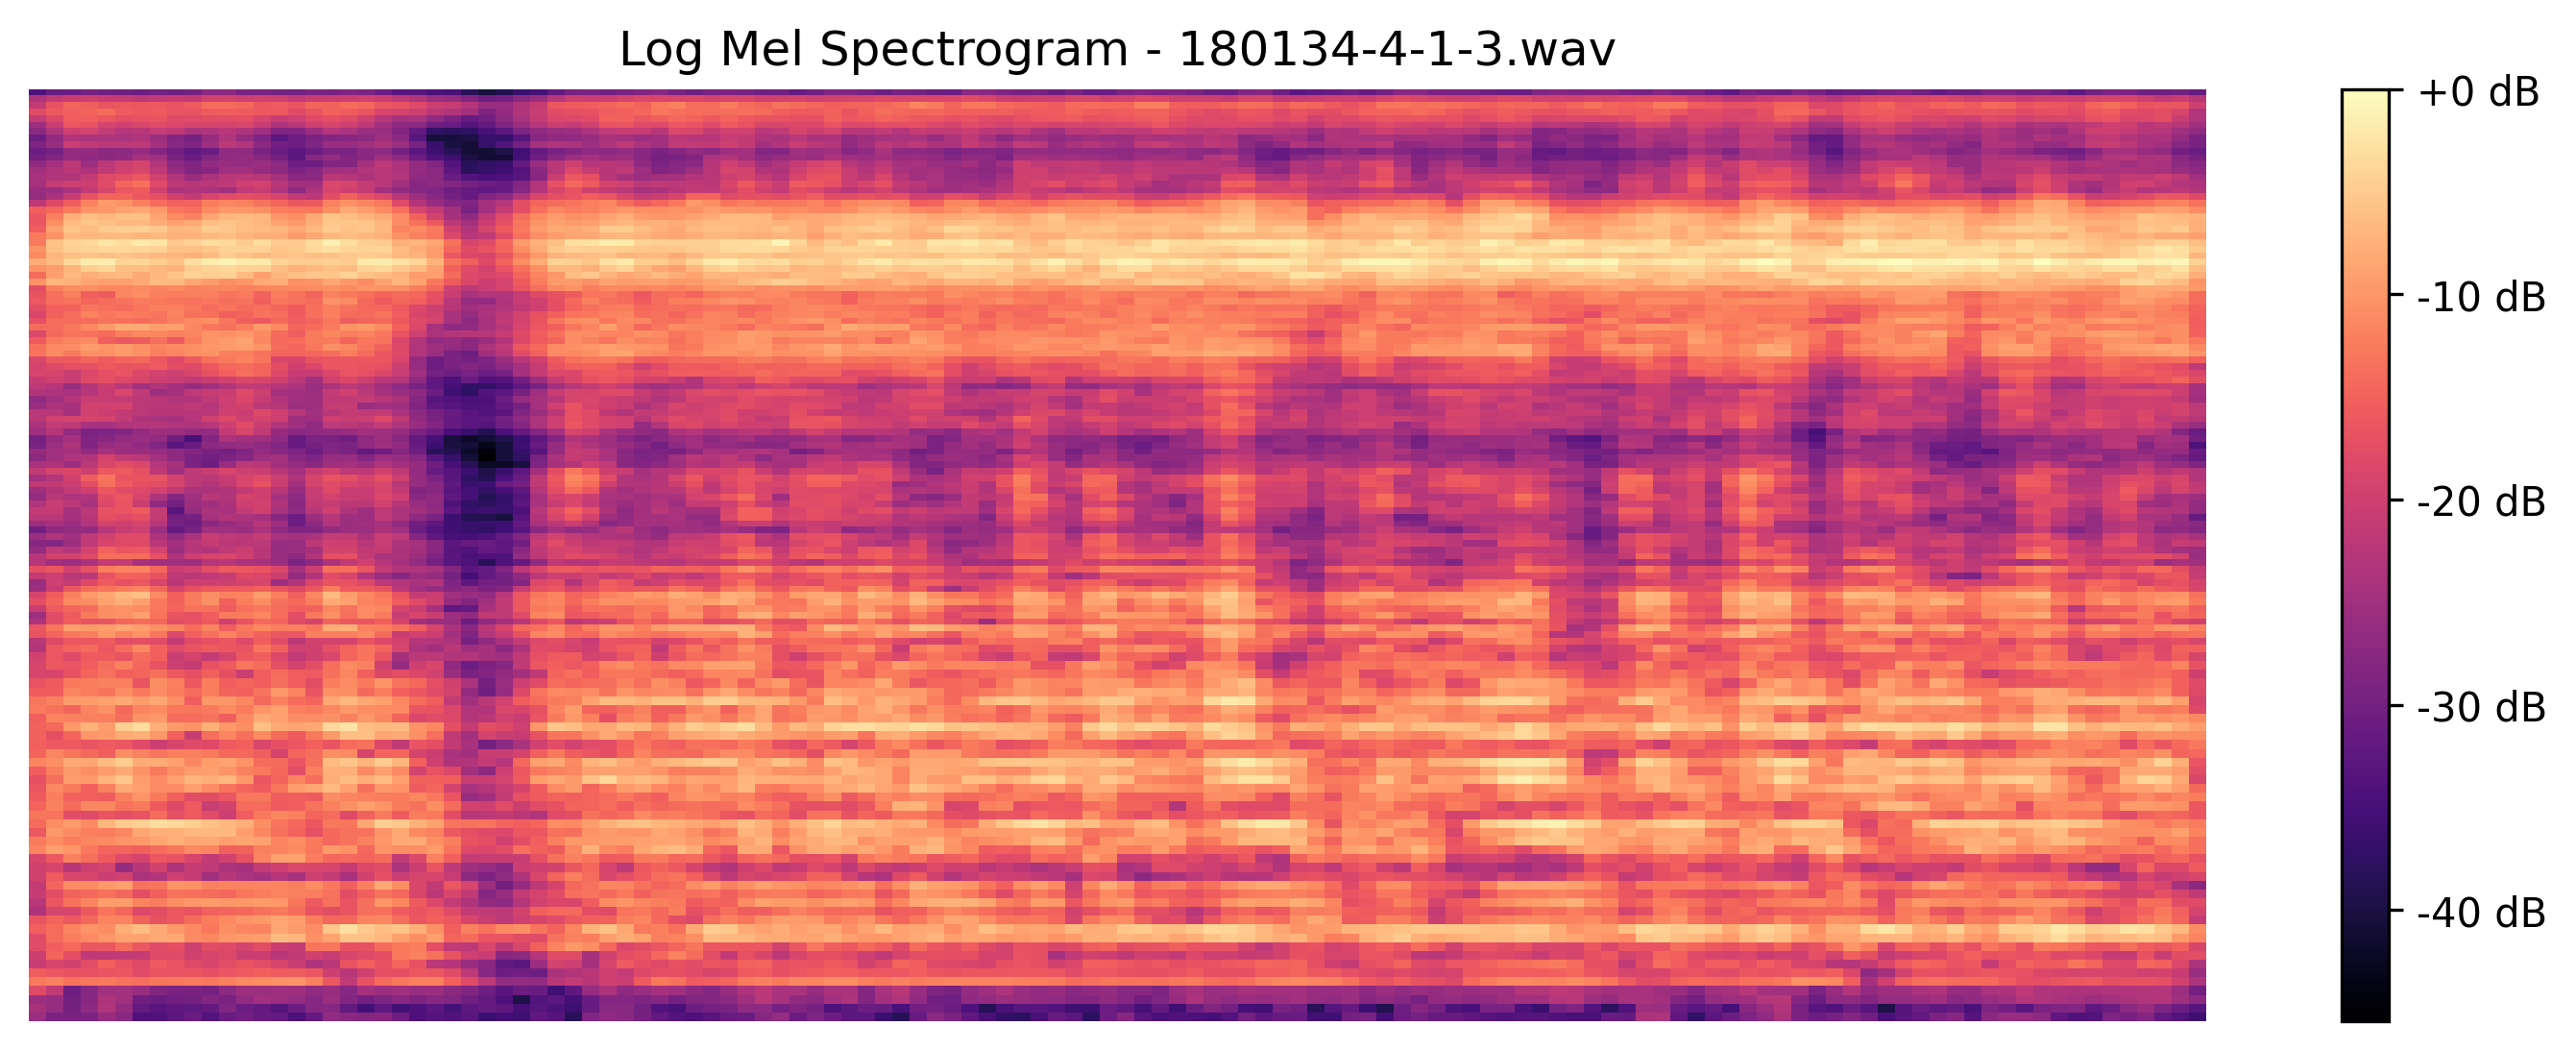 Log Mel Spectrogram - 180134-4-1-3.wav
+0 dB
-10 dB
-20 dB
-30 dB
-40 dB